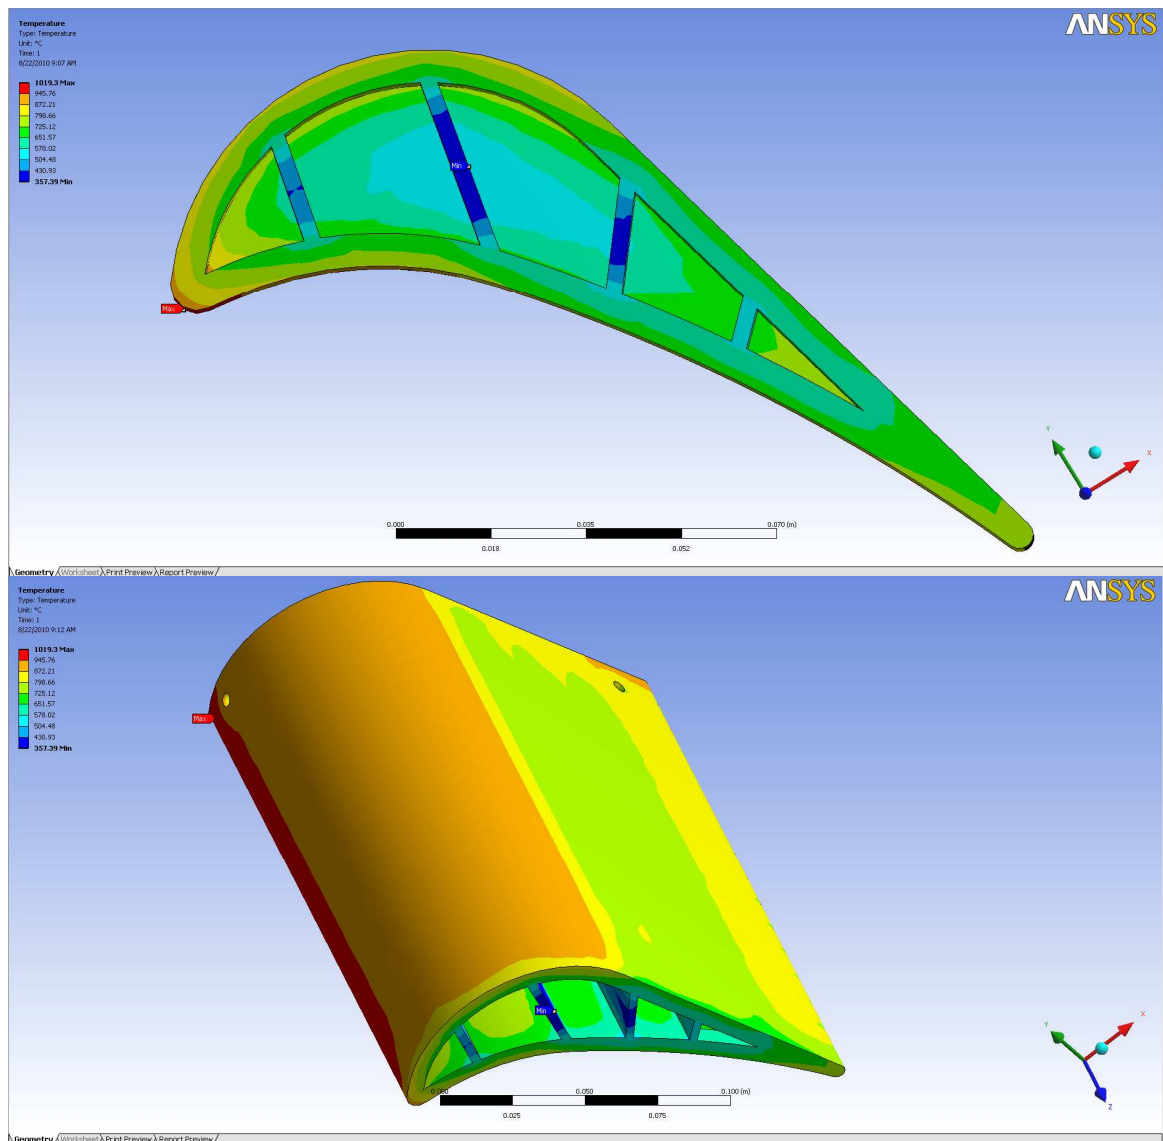 Temperature
Type: Temperature
Unit: °C
Time: 1
8/22/2010 9:07 AM
1019.3 Max
945.76
872.21
798.66
725.12
651.57
578.02
504.48
430.93
357.39 Min
ANSYS
Min
Max
Y
X
0.000
0.035
0.070 (m)
0.018
0.052
Geometry Worksheet Print Preview Report Preview
Temperature
Type: Temperature
Unit: °C
Time: 1
8/22/2010 9:12 AM
1019.3 Max
945.76
872.21
798.66
725.12
651.57
578.02
504.48
430.93
357.39 Min
ANSYS
Max
Min
Y
X
Z
0.000
0.050
0.100 (m)
0.025
0.075
Geometry Worksheet Print Preview Report Preview